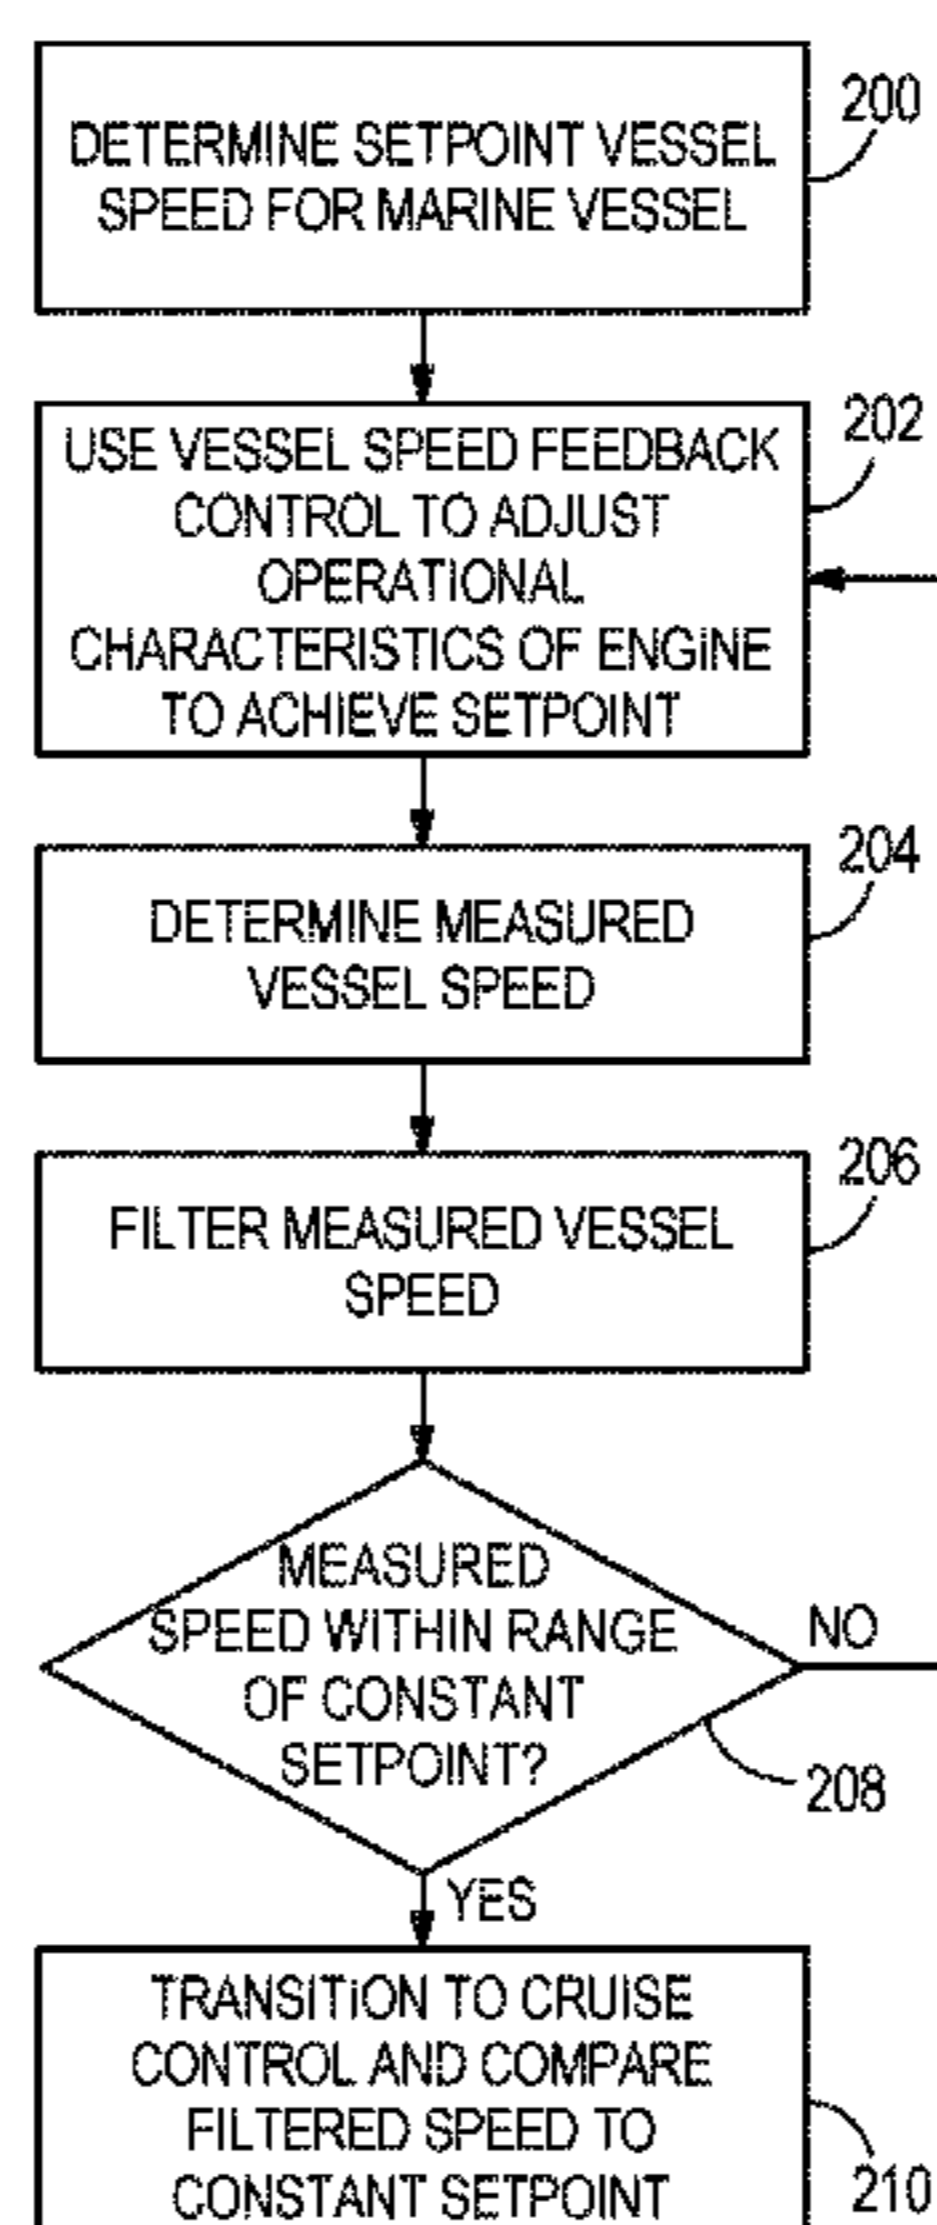 DETERMINE SETPOINT VESSEL
SPEED FOR MARINE VESSEL
200
USE VESSEL SPEED FEEDBACK
CONTROL TO ADJUST
OPERATIONAL
CHARACTERISTICS OF ENGINE
TO ACHIEVE SETPOINT
202
DETERMINE MEASURED
VESSEL SPEED
204
FILTER MEASURED VESSEL
SPEED
206
MEASURED
SPEED WITHIN RANGE
OF CONSTANT
SETPOINT?
NO
208
YES
TRANSITION TO CRUISE
CONTROL AND COMPARE
FILTERED SPEED TO
CONSTANT SETPOINT
210